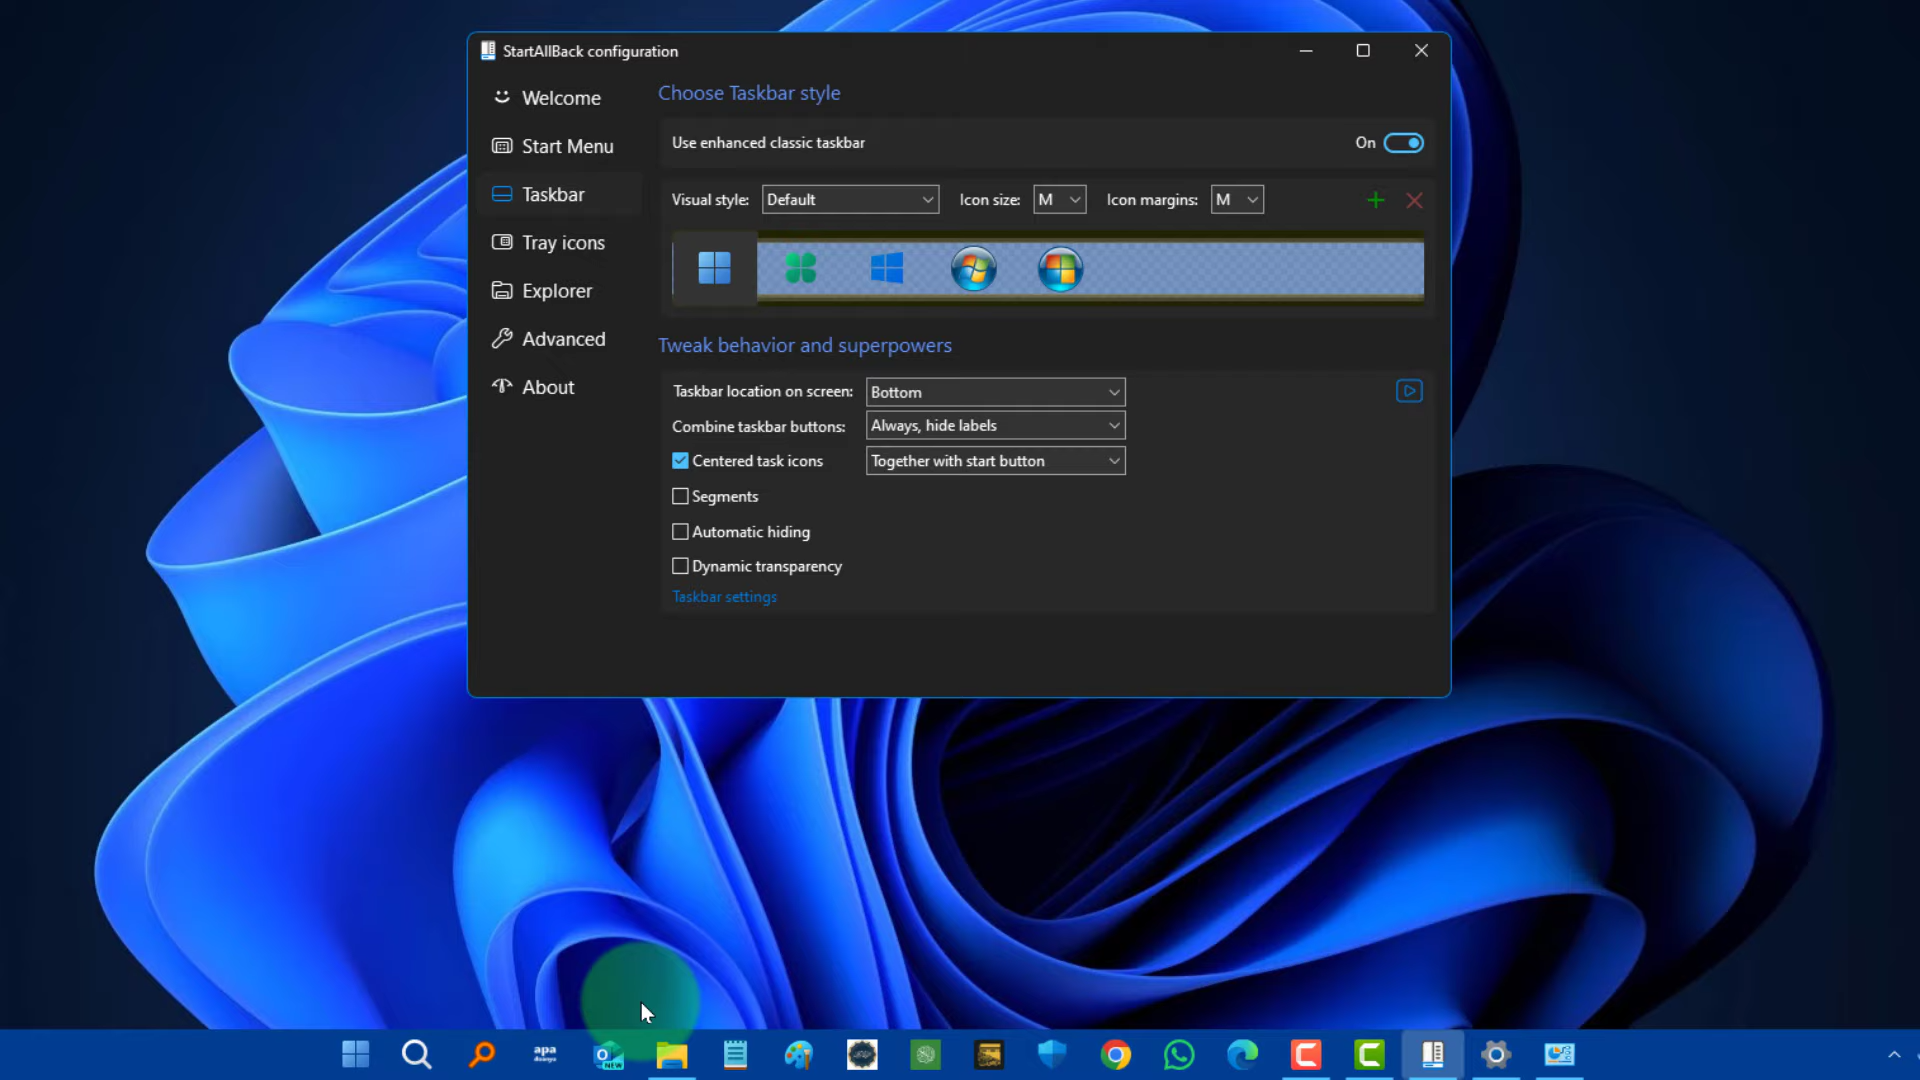 StartAllBack configuration
Welcome
Start Menu
Taskbar
Tray icons
Explorer
Advanced
About
Choose Taskbar style
Use enhanced classic taskbar
On
Visual style: Default Icon size: M Icon margins: M
Tweak behavior and superpowers
Taskbar location on screen: Bottom
Combine taskbar buttons: Always, hide labels
Centered task icons Together with start button
Segments
Automatic hiding
Dynamic transparency
Taskbar settings
apa
NEW